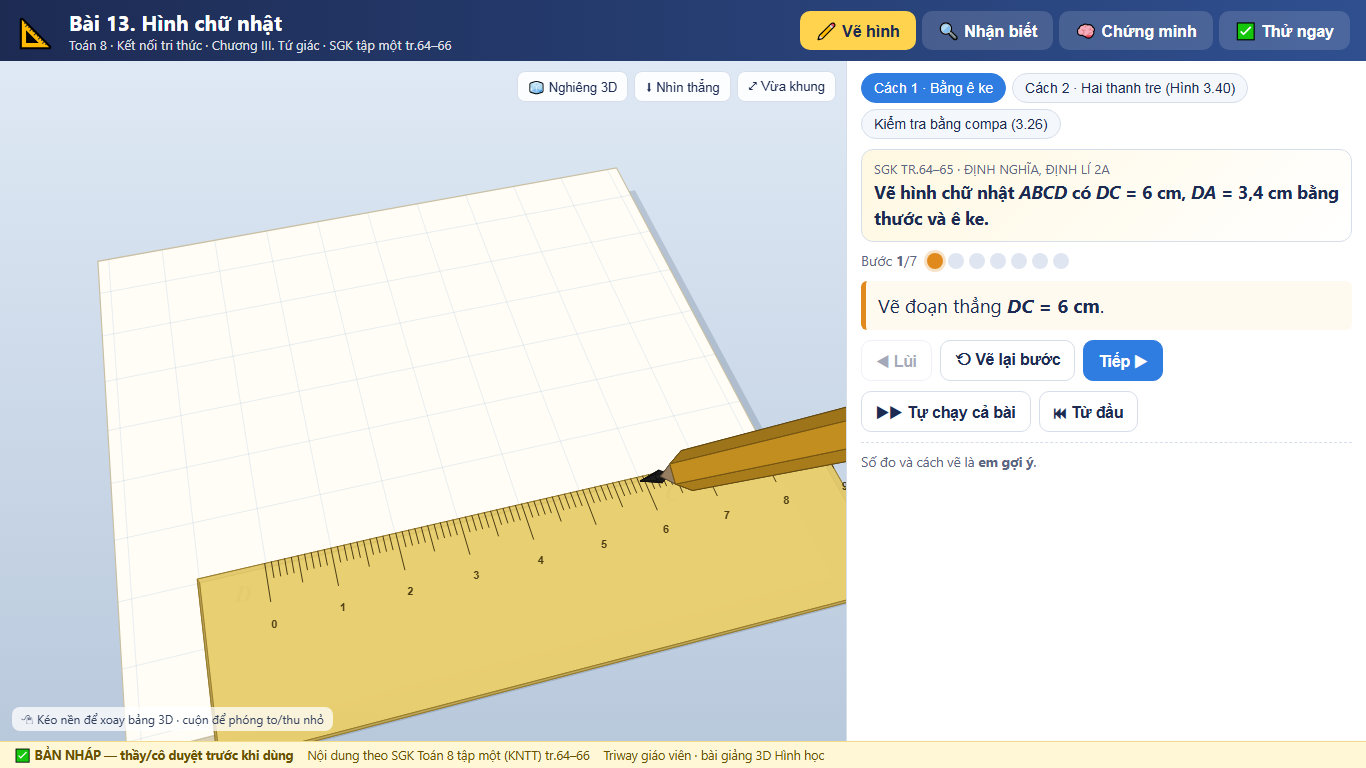 Bài 13. Hình chữ nhật
Toán 8 · Kết nối tri thức · Chương III. Tứ giác · SGK tập một tr.64–66
Vẽ hình
Nhận biết
Chứng minh
Thử ngay
Nghiêng 3D
Nhìn thẳng
Vừa khung
Cách 1 · Bằng ê ke
Cách 2 · Hai thanh tre (Hình 3.40)
Kiểm tra bằng compa (3.26)
SGK TR.64–65 · ĐỊNH NGHĨA, ĐỊNH LÍ 2A
Vẽ hình chữ nhật ABCD có DC = 6 cm, DA = 3,4 cm bằng
thước và ê ke.
Bước 1/7
Vẽ đoạn thẳng DC = 6 cm.
◀ Lùi
Vẽ lại bước
Tiếp ▶
▶▶ Tự chạy cả bài
⏮ Từ đầu
Số đo và cách vẽ là em gợi ý.
0
1
2
3
4
5
6
7
8
9
Kéo nền để xoay bảng 3D · cuộn để phóng to/thu nhỏ
BẢN NHÁP — thầy/cô duyệt trước khi dùng
Nội dung theo SGK Toán 8 tập một (KNTT) tr.64–66
Triway giáo viên · bài giảng 3D Hình học